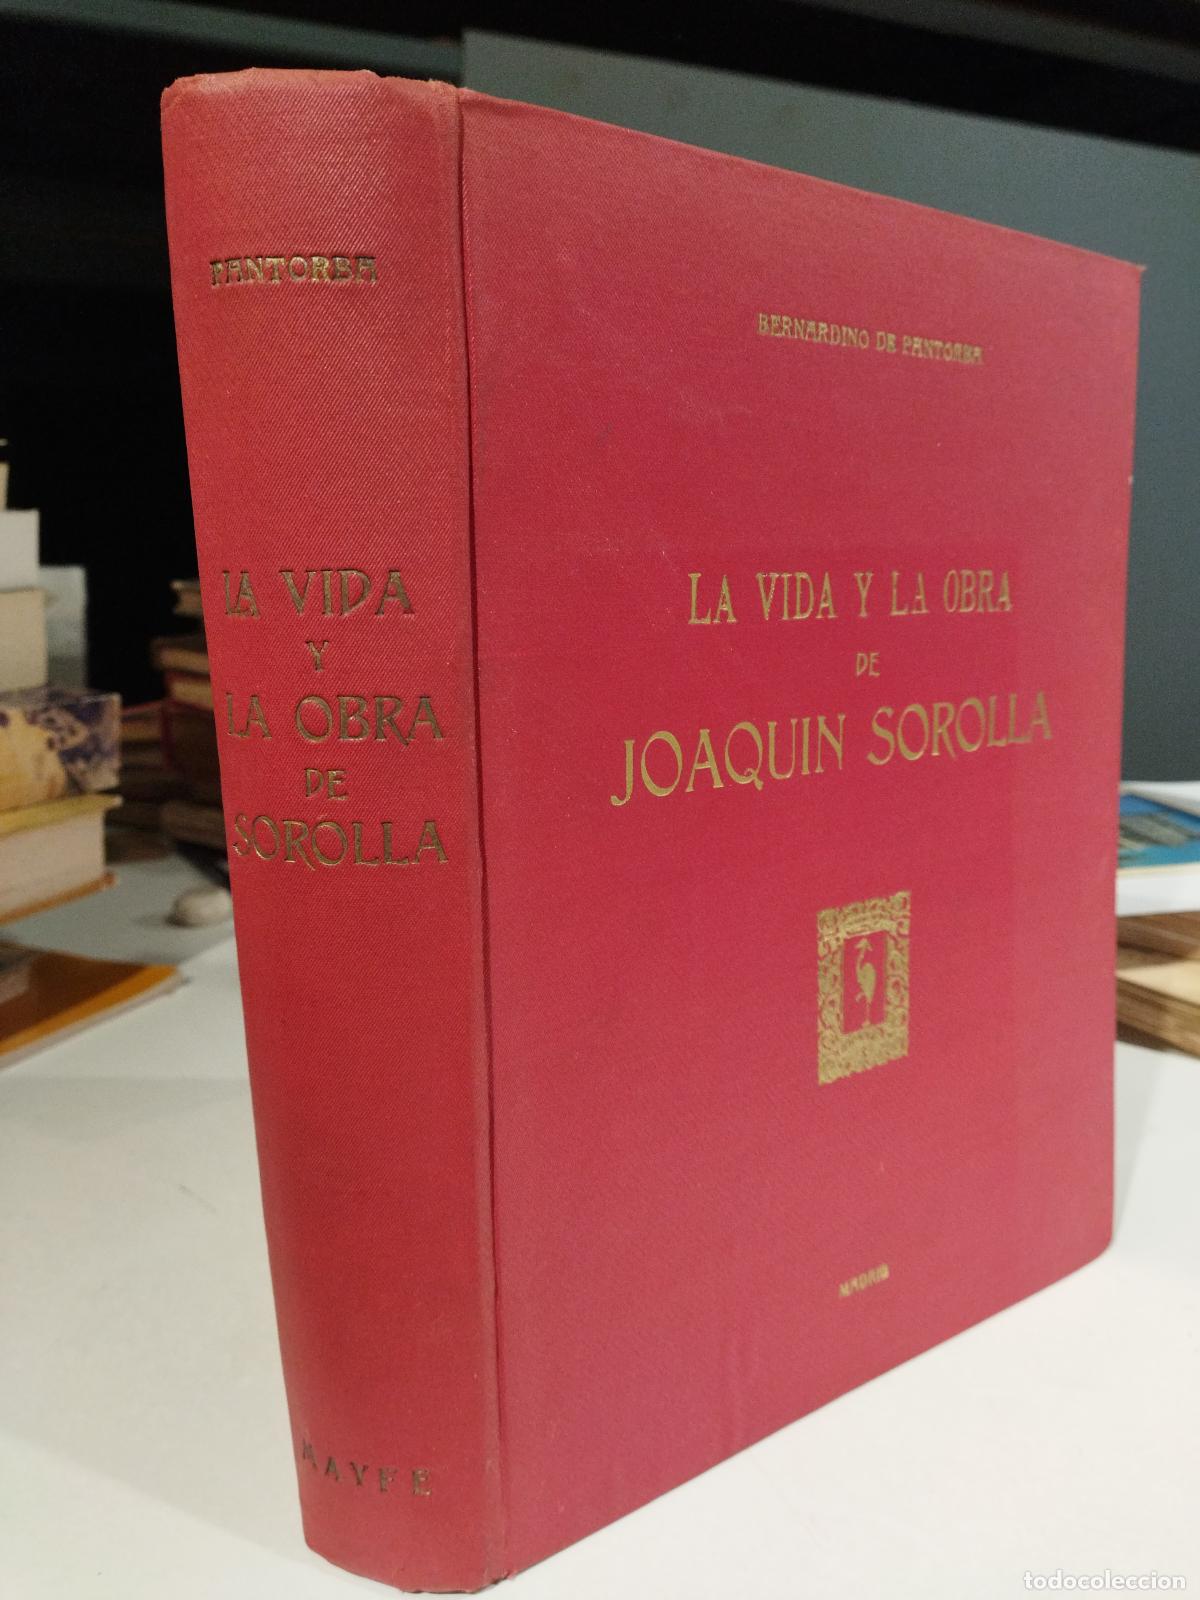 PANTORBA
LA VIDA
Y
LA OBRA
DE
SOROLLA
MAYFE
BERNARDINO DE PANTORBA
LA VIDA Y LA OBRA
DE
JOAQUIN SOROLLA
MADRID
todocoleccion